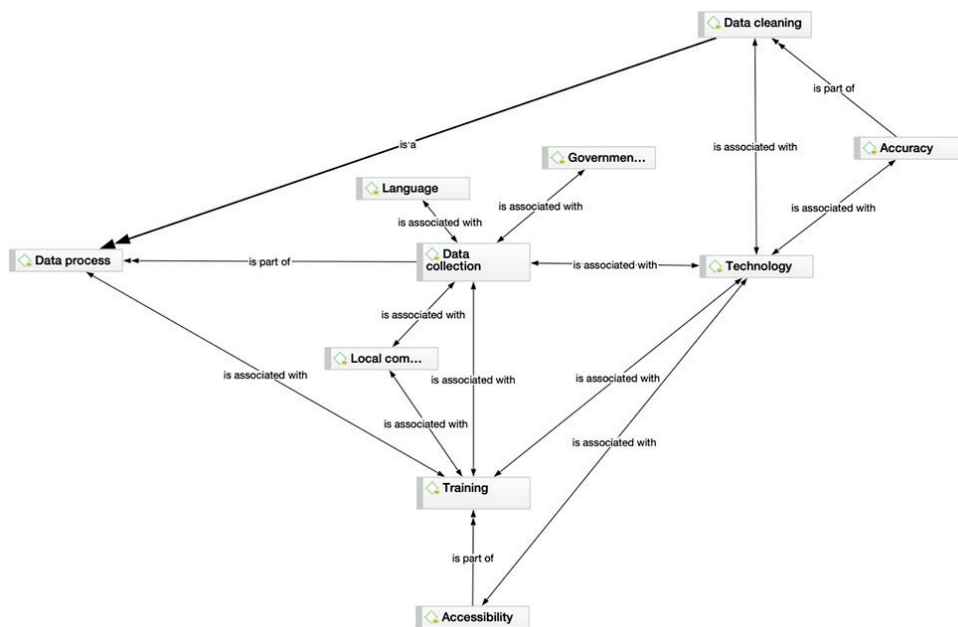 Data cleaning
is part of
is a
is associated with
Accuracy
Governmen...
Language
is associated with
is associated with
is associated with
Data process
is part of
Data
collection
is associated with
Technology
is associated with
Local com...
is associated with
is associated with
is associated with
is associated with
is associated with
Training
is part of
Accessibility